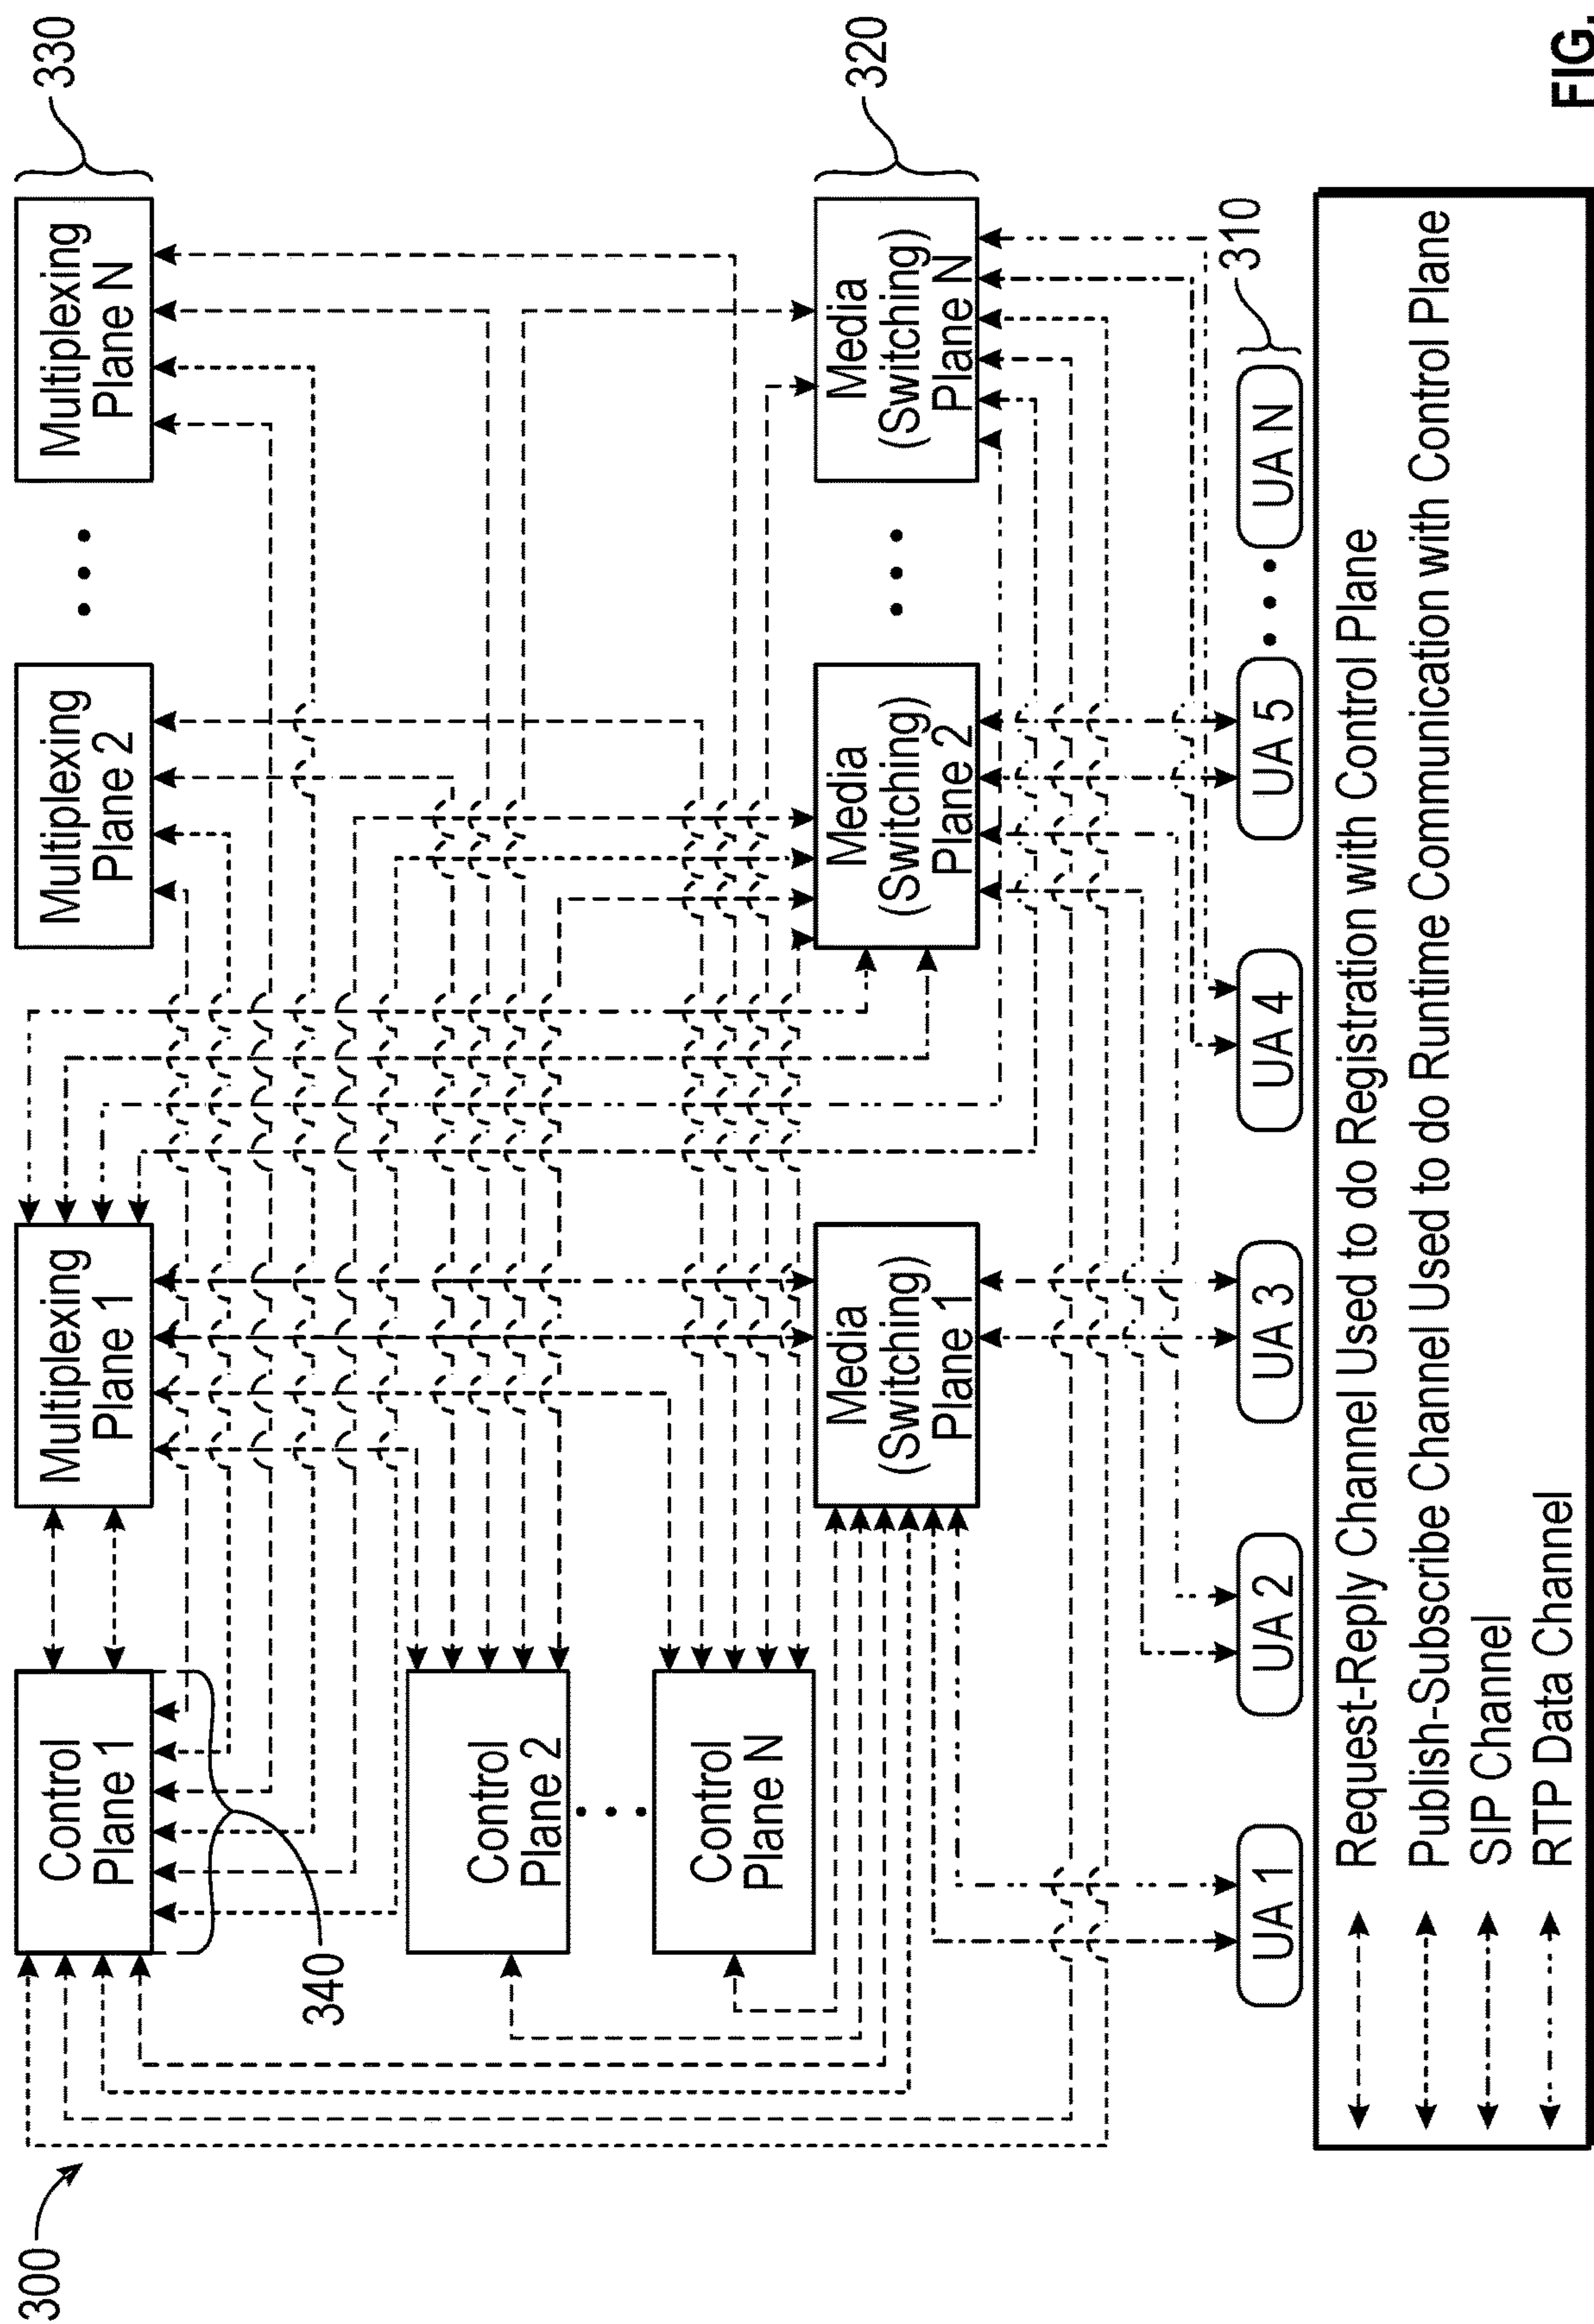 300
330
Control
Plane 1
Multiplexing
Plane 1
Multiplexing
Plane 2
Multiplexing
Plane N
340
Control
Plane 2
Control
Plane N
320
Media
(Switching)
Plane 1
Media
(Switching)
Plane 2
Media
(Switching)
Plane N
310
UA 1
UA 2
UA 3
UA 4
UA 5
UA N
Request-Reply Channel Used to do Registration with Control Plane
Publish-Subscribe Channel Used to do Runtime Communication with Control Plane
SIP Channel
RTP Data Channel
FIG.